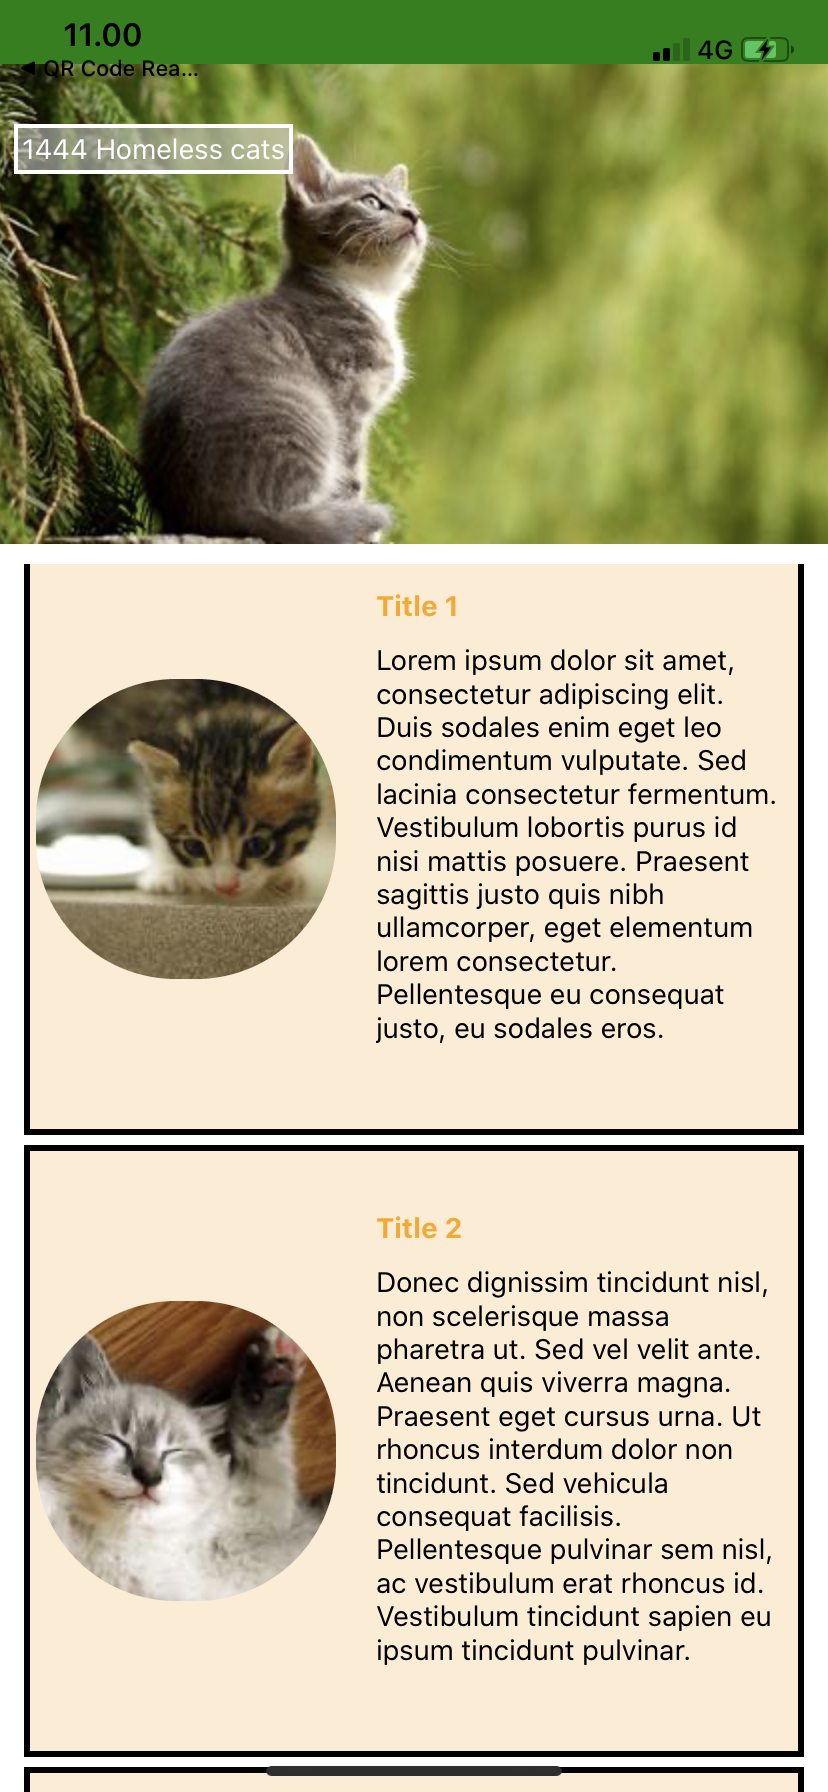 11.00
4G
◀ QR Code Rea...
1444 Homeless cats
Title 1
Lorem ipsum dolor sit amet,
consectetur adipiscing elit.
Duis sodales enim eget leo
condimentum vulputate. Sed
lacinia consectetur fermentum.
Vestibulum lobortis purus id
nisi mattis posuere. Praesent
sagittis justo quis nibh
ullamcorper, eget elementum
lorem consectetur.
Pellentesque eu consequat
justo, eu sodales eros.
Title 2
Donec dignissim tincidunt nisl,
non scelerisque massa
pharetra ut. Sed vel velit ante.
Aenean quis viverra magna.
Praesent eget cursus urna. Ut
rhoncus interdum dolor non
tincidunt. Sed vehicula
consequat facilisis.
Pellentesque pulvinar sem nisl,
ac vestibulum erat rhoncus id.
Vestibulum tincidunt sapien eu
ipsum tincidunt pulvinar.